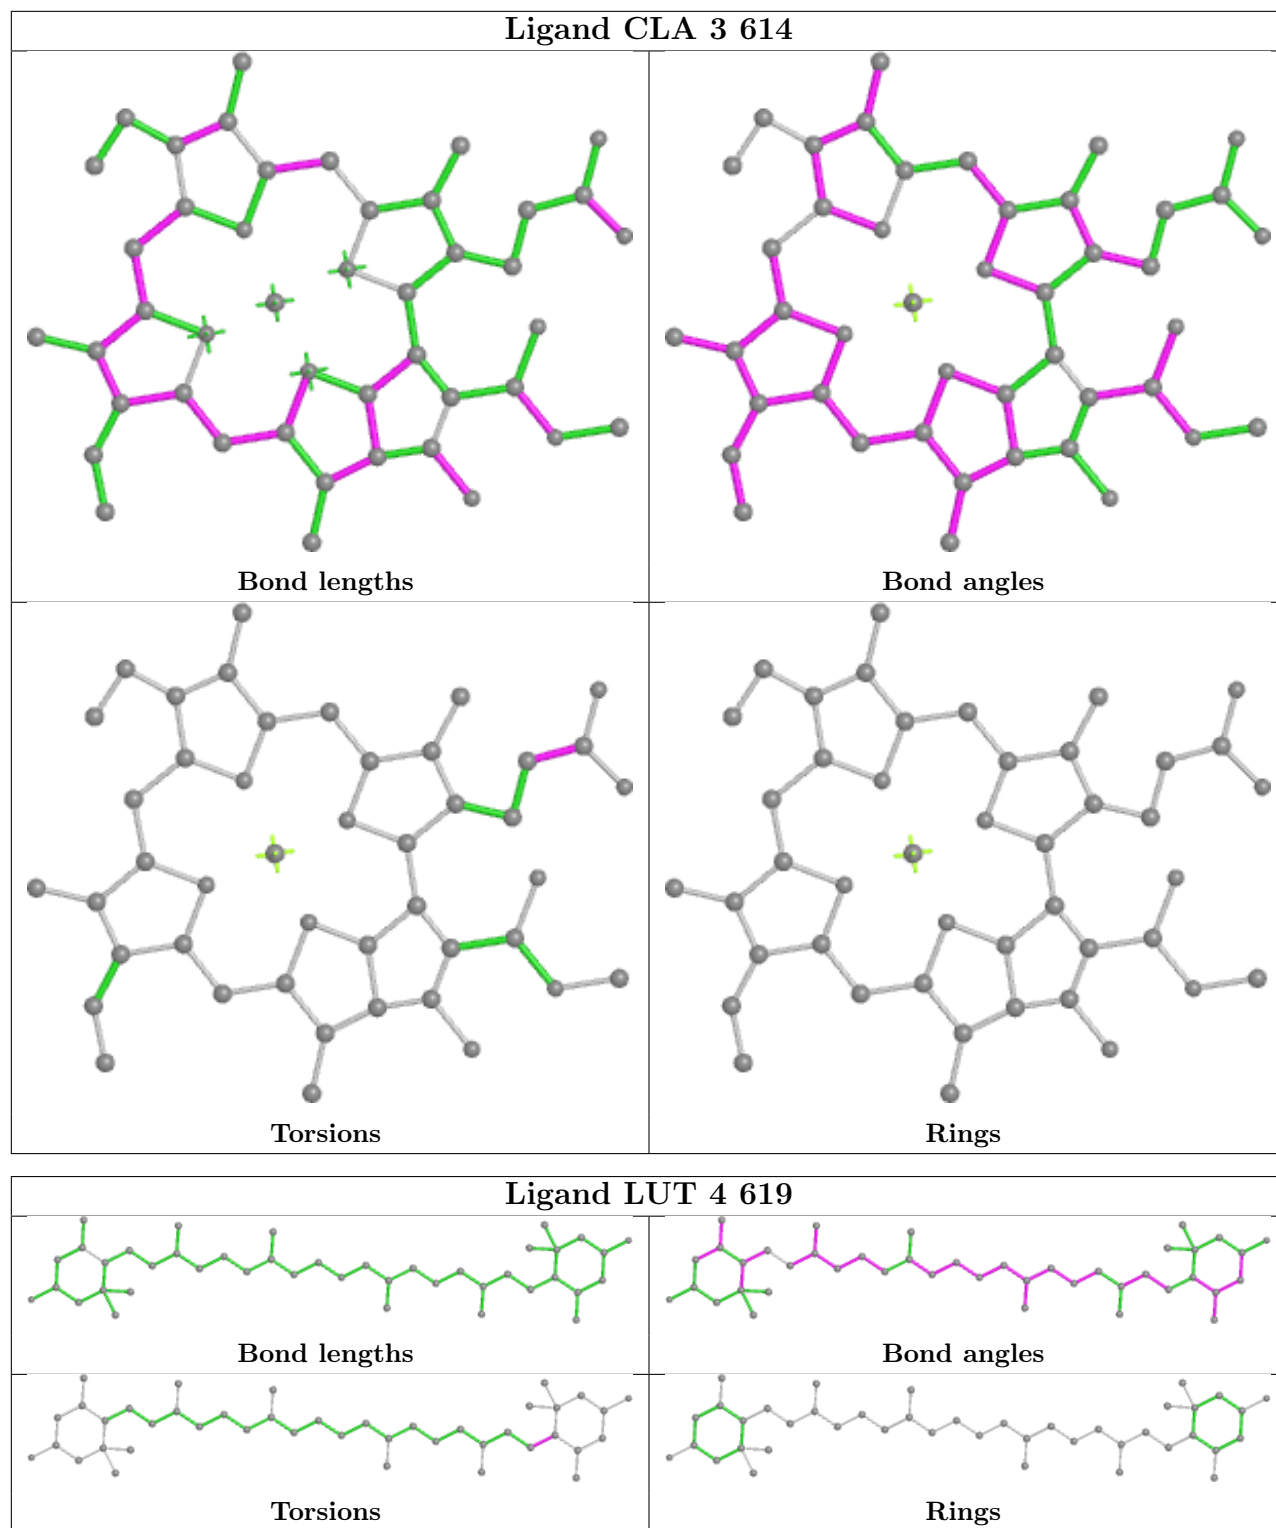 Ligand CLA 3 614
Bond lengths
Bond angles
Torsions
Rings
Ligand LUT 4 619
Bond lengths
Bond angles
Torsions
Rings